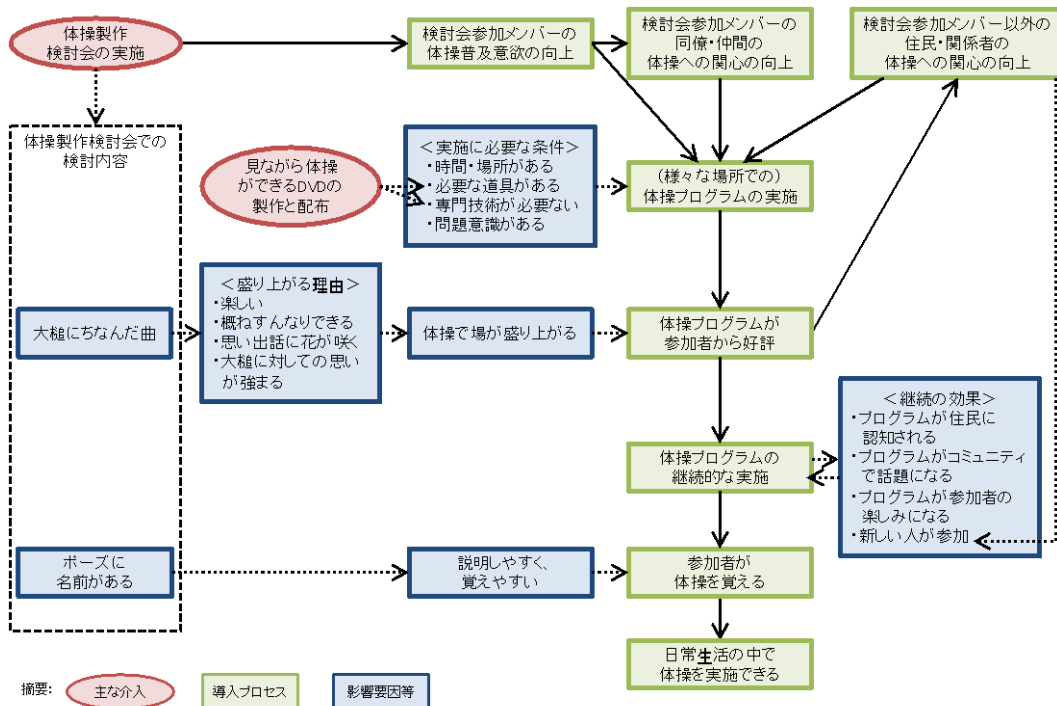 体操製作
検討会の実施
検討会参加メンバーの
体操普及意欲の向上
検討会参加メンバーの
同僚・仲間の
体操への関心の向上
検討会参加メンバー以外の
住民・関係者の
体操への関心の向上
体操製作検討会での
検討内容
見ながら体操
ができるDVDの
製作と配布
＜実施に必要な条件＞
・時間・場所がある
・必要な道具がある
・専門技術が必要ない
・問題意識がある
(様々な場所での)
体操プログラムの実施
大槌にちなんだ曲
＜盛り上がる理由＞
・楽しい
・概ねすんなりできる
・思い出話に花が咲く
・大槌に対しての思い
が強まる
体操で場が盛り上がる
体操プログラムが
参加者から好評
体操プログラムの
継続的な実施
＜継続の効果＞
・プログラムが住民に
認知される
・プログラムがコミュニティ
で話題になる
・プログラムが参加者の
楽しみになる
・新しい人が参加
ポーズに
名前がある
説明しやすく、
覚えやすい
参加者が
体操を覚える
日常生活の中で
体操を実施できる
摘要:
主な介入
導入プロセス
影響要因等